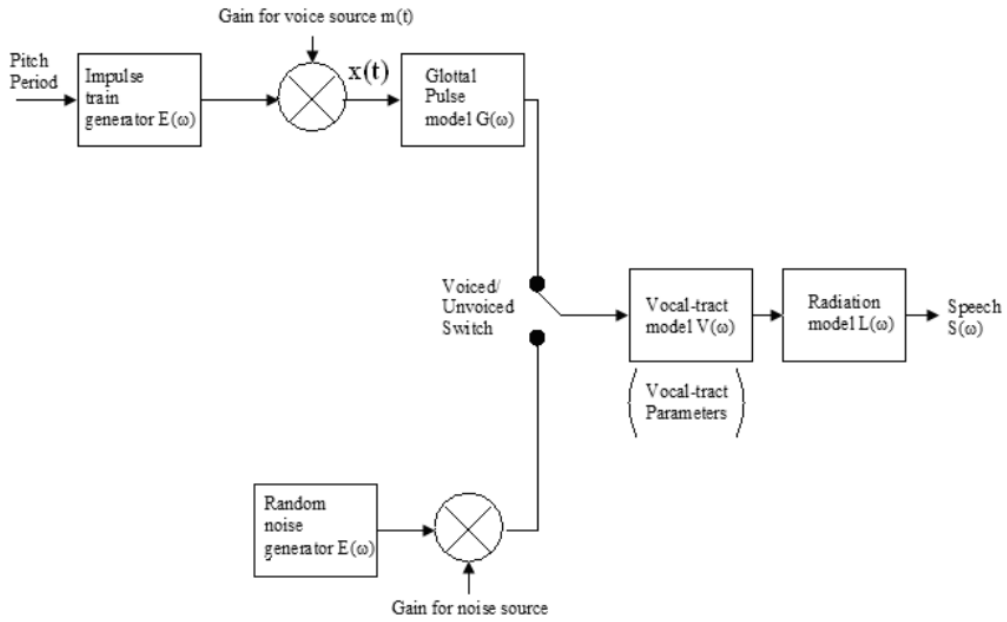 Gain for voice source m(t)
Pitch
Period
Impulse
train
generator E(ω)
x(t)
Glottal
Pulse
model G(ω)
Voiced/
Unvoiced
Switch
Vocal-tract
model V(ω)
Radiation
model L(ω)
Speech
S(ω)
Vocal-tract
Parameters
Random
noise
generator E(ω)
Gain for noise source